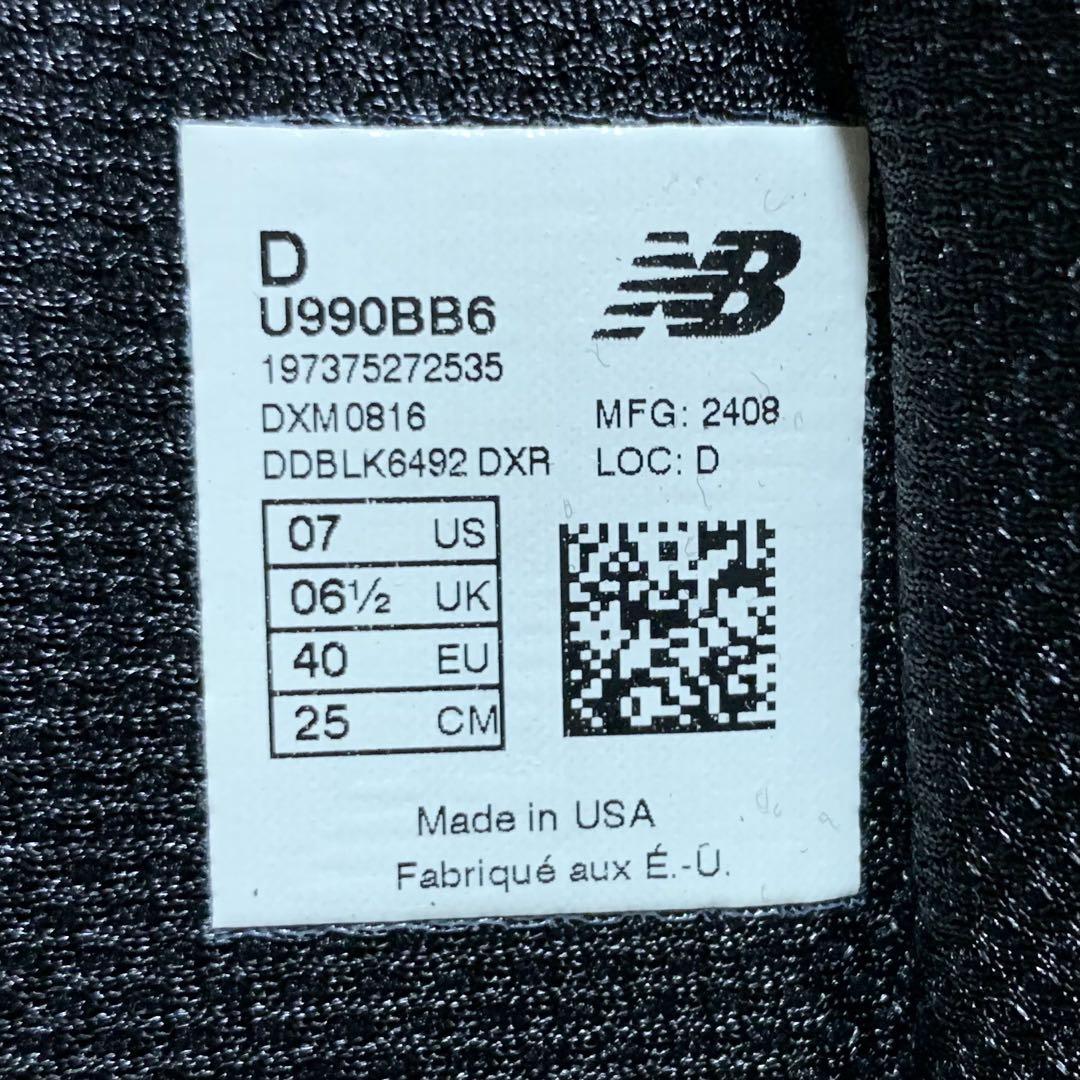 D
NB
U990BB6
197375272535
DXM0816
MFG: 2408
DDBLK6492 DXR
LOC: D
07 US
06½ UK
40 EU
25 CM
Made in USA
Fabriqué aux É.-Ū.